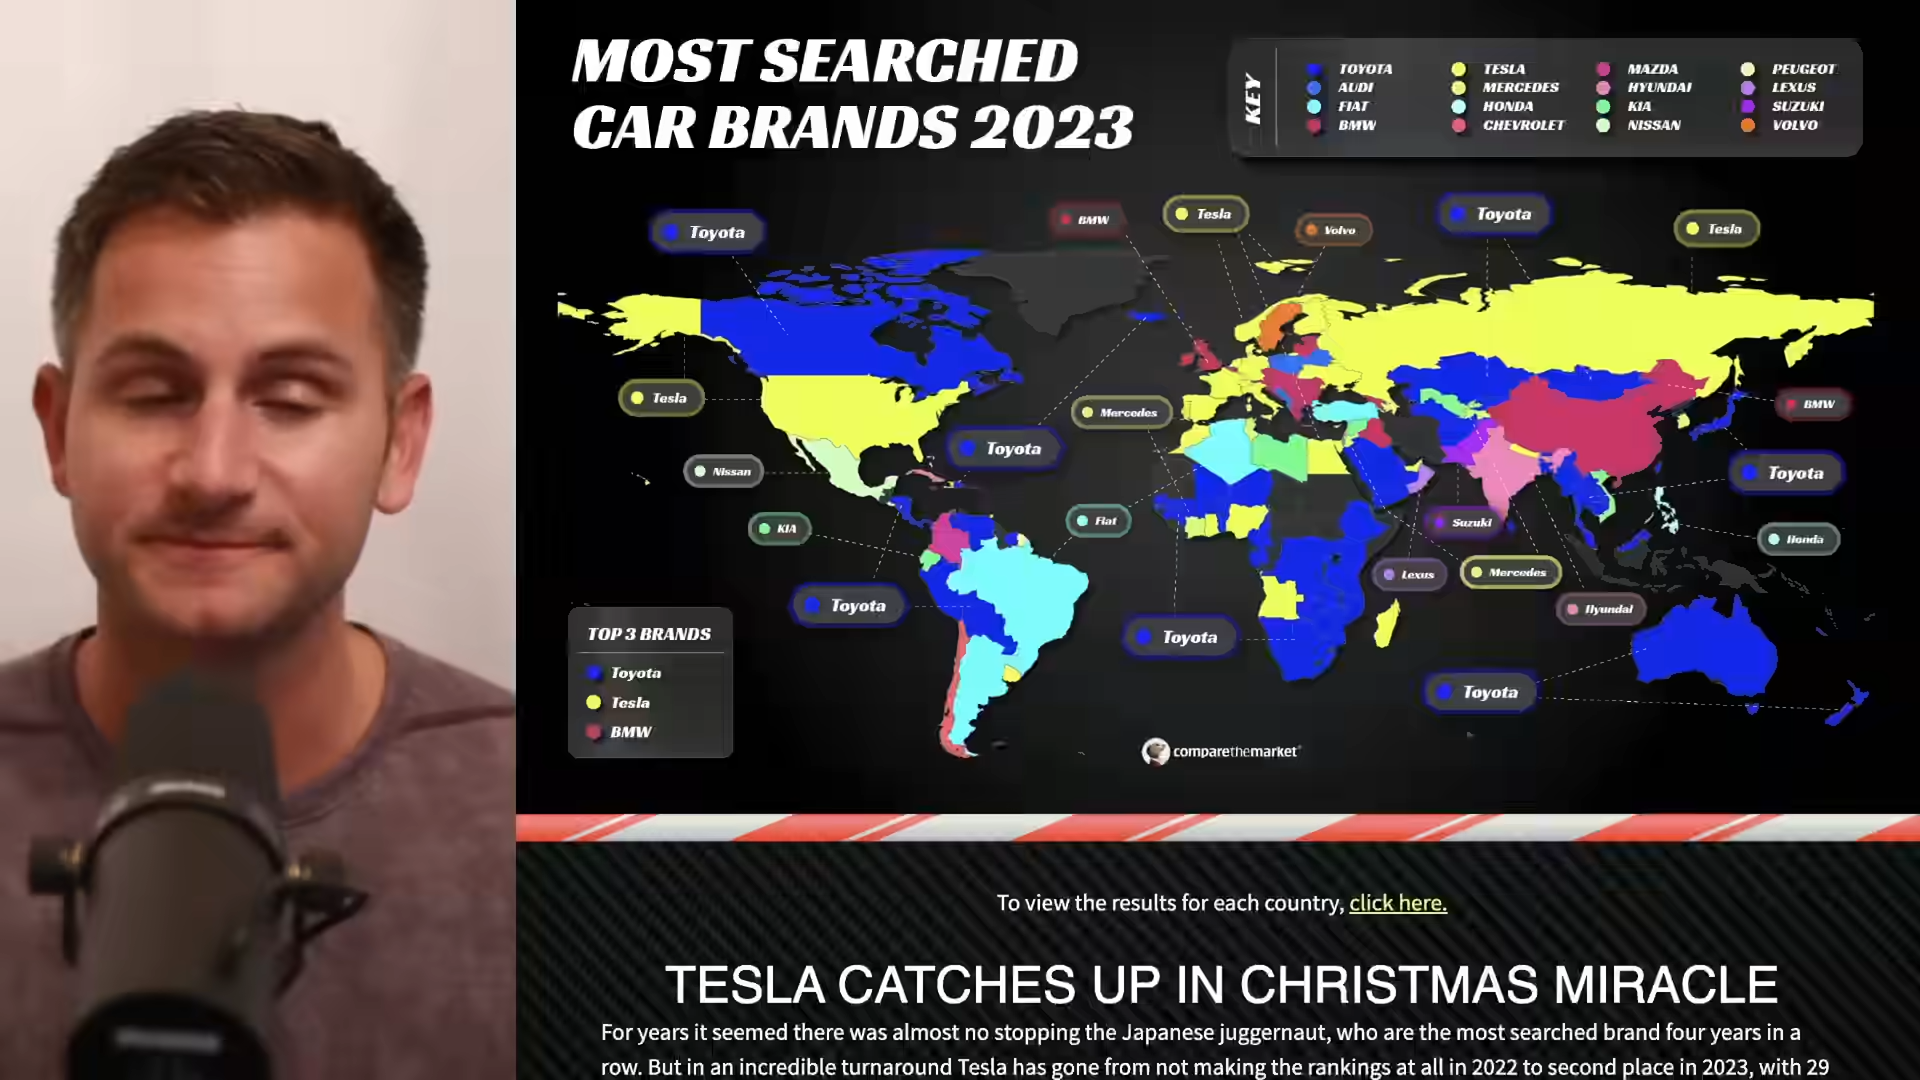 MOST SEARCHED
CAR BRANDS 2023
KEY
TOYOTA
AUDI
FIAT
BMW
TESLA
MERCEDES
HONDA
CHEVROLET
MAZDA
HYUNDAI
KIA
NISSAN
PEUGEOT
LEXUS
SUZUKI
VOLVO
Toyota
BMW
Tesla
Volvo
Toyota
Tesla
Tesla
Mercedes
BMW
Toyota
Nissan
Toyota
KIA
Fiat
Suzuki
Honda
Lexus
Mercedes
Toyota
Hyundai
Toyota
Toyota
TOP 3 BRANDS
Toyota
Tesla
BMW
comparethemarket
To view the results for each country, click here.
TESLA CATCHES UP IN CHRISTMAS MIRACLE
For years it seemed there was almost no stopping the Japanese juggernaut, who are the most searched brand four years in a
row. But in an incredible turnaround Tesla has gone from not making the rankings at all in 2022 to second place in 2023, with 29